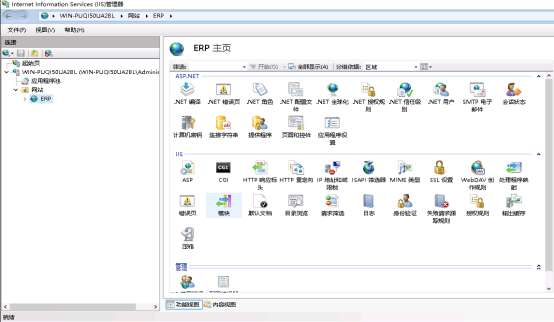 Internet Information Services (IIS)管理器
WIN-PUQI50UA28L ▸ 网站 ▸ ERP ▸
文件(F) 视图(V) 帮助(H)
连接
起始页
WIN-PUQI50UA28L (WIN-PUQI50UA28L\Admini
应用程序池
网站
ERP
ERP 主页
筛选: 开始(G) 全部显示(A) 分组依据: 区域
ASP.NET
.NET 编译 .NET 错误页 .NET 角色 .NET 配置文件 .NET 全球化 .NET 授权规则 .NET 信任级别 .NET 用户 SMTP 电子邮件 会话状态
计算机密钥 连接字符串 提供程序 页面和控件 应用程序设置
IIS
ASP CGI HTTP 响应标头 HTTP 重定向 IP 地址和域限制 ISAPI 筛选器 MIME 类型 SSL 设置 WebDAV 创作规则 处理程序映射
错误页 模块 默认文档 目录浏览 请求筛选 日志 身份验证 失败请求跟踪规则 授权规则 输出缓存
压缩
管理
功能视图 内容视图
就绪